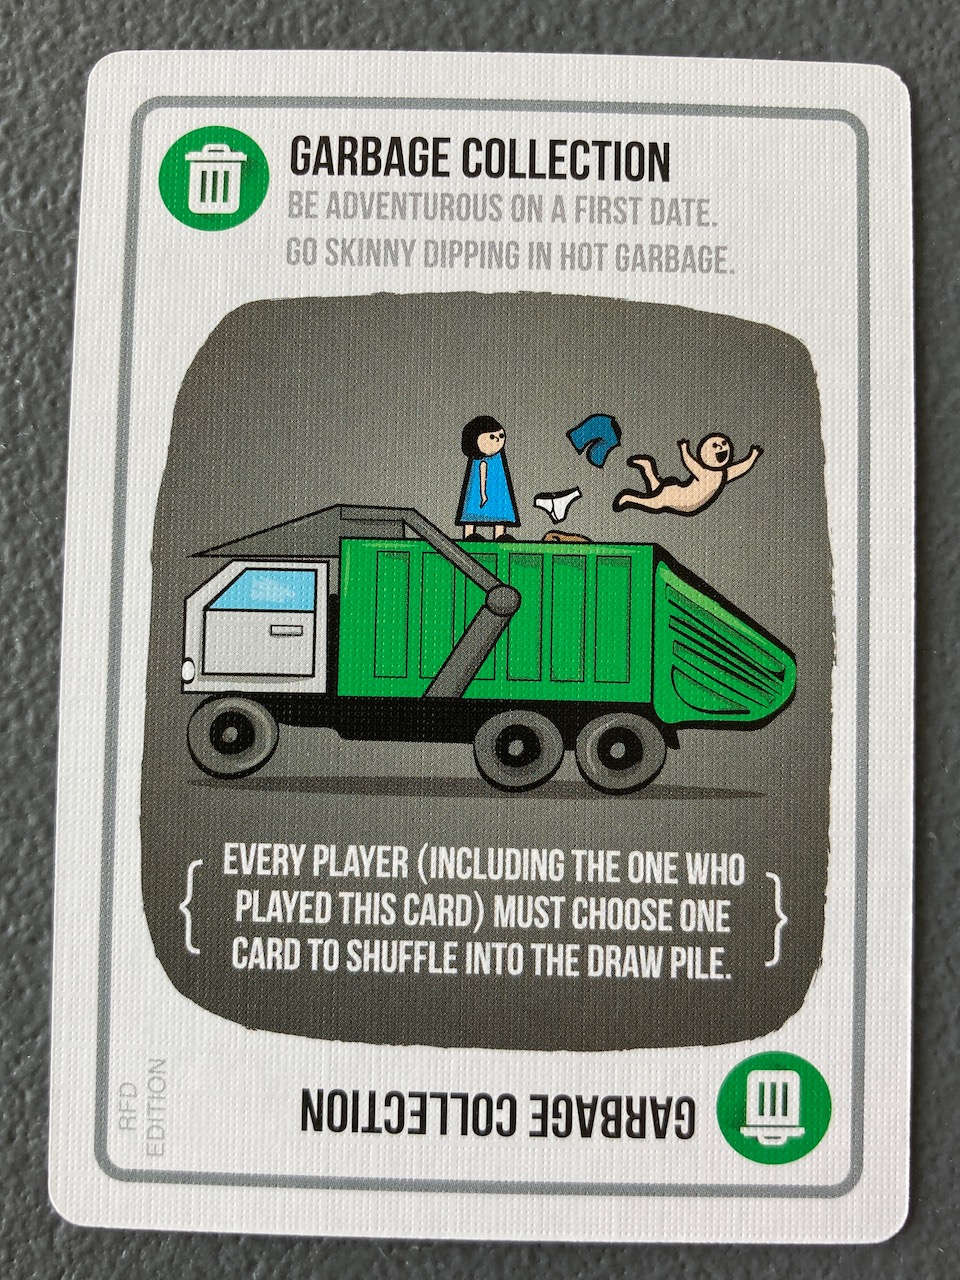 GARBAGE COLLECTION
BE ADVENTUROUS ON A FIRST DATE.
GO SKINNY DIPPING IN HOT GARBAGE.
EVERY PLAYER (INCLUDING THE ONE WHO
PLAYED THIS CARD) MUST CHOOSE ONE
CARD TO SHUFFLE INTO THE DRAW PILE.
RFD
EDITION
GARBAGE COLLECTION